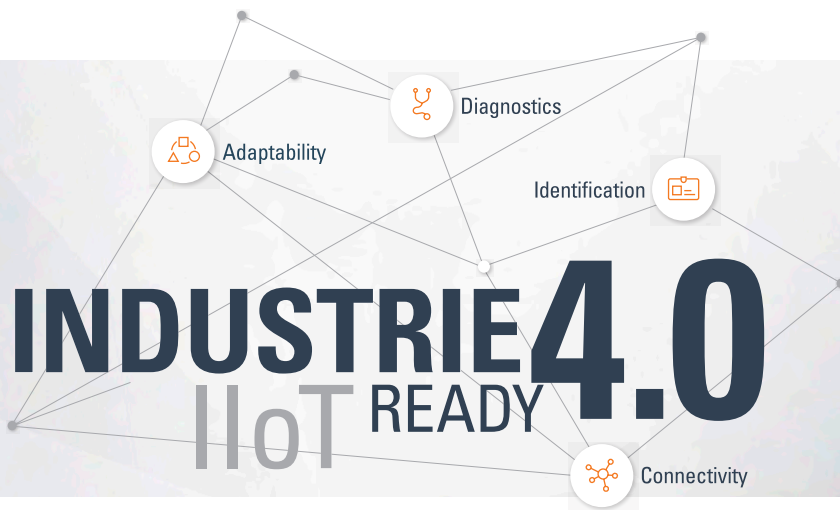 Diagnostics
Adaptability
Identification
INDUSTRIE 4.0
IIoT READY
Connectivity